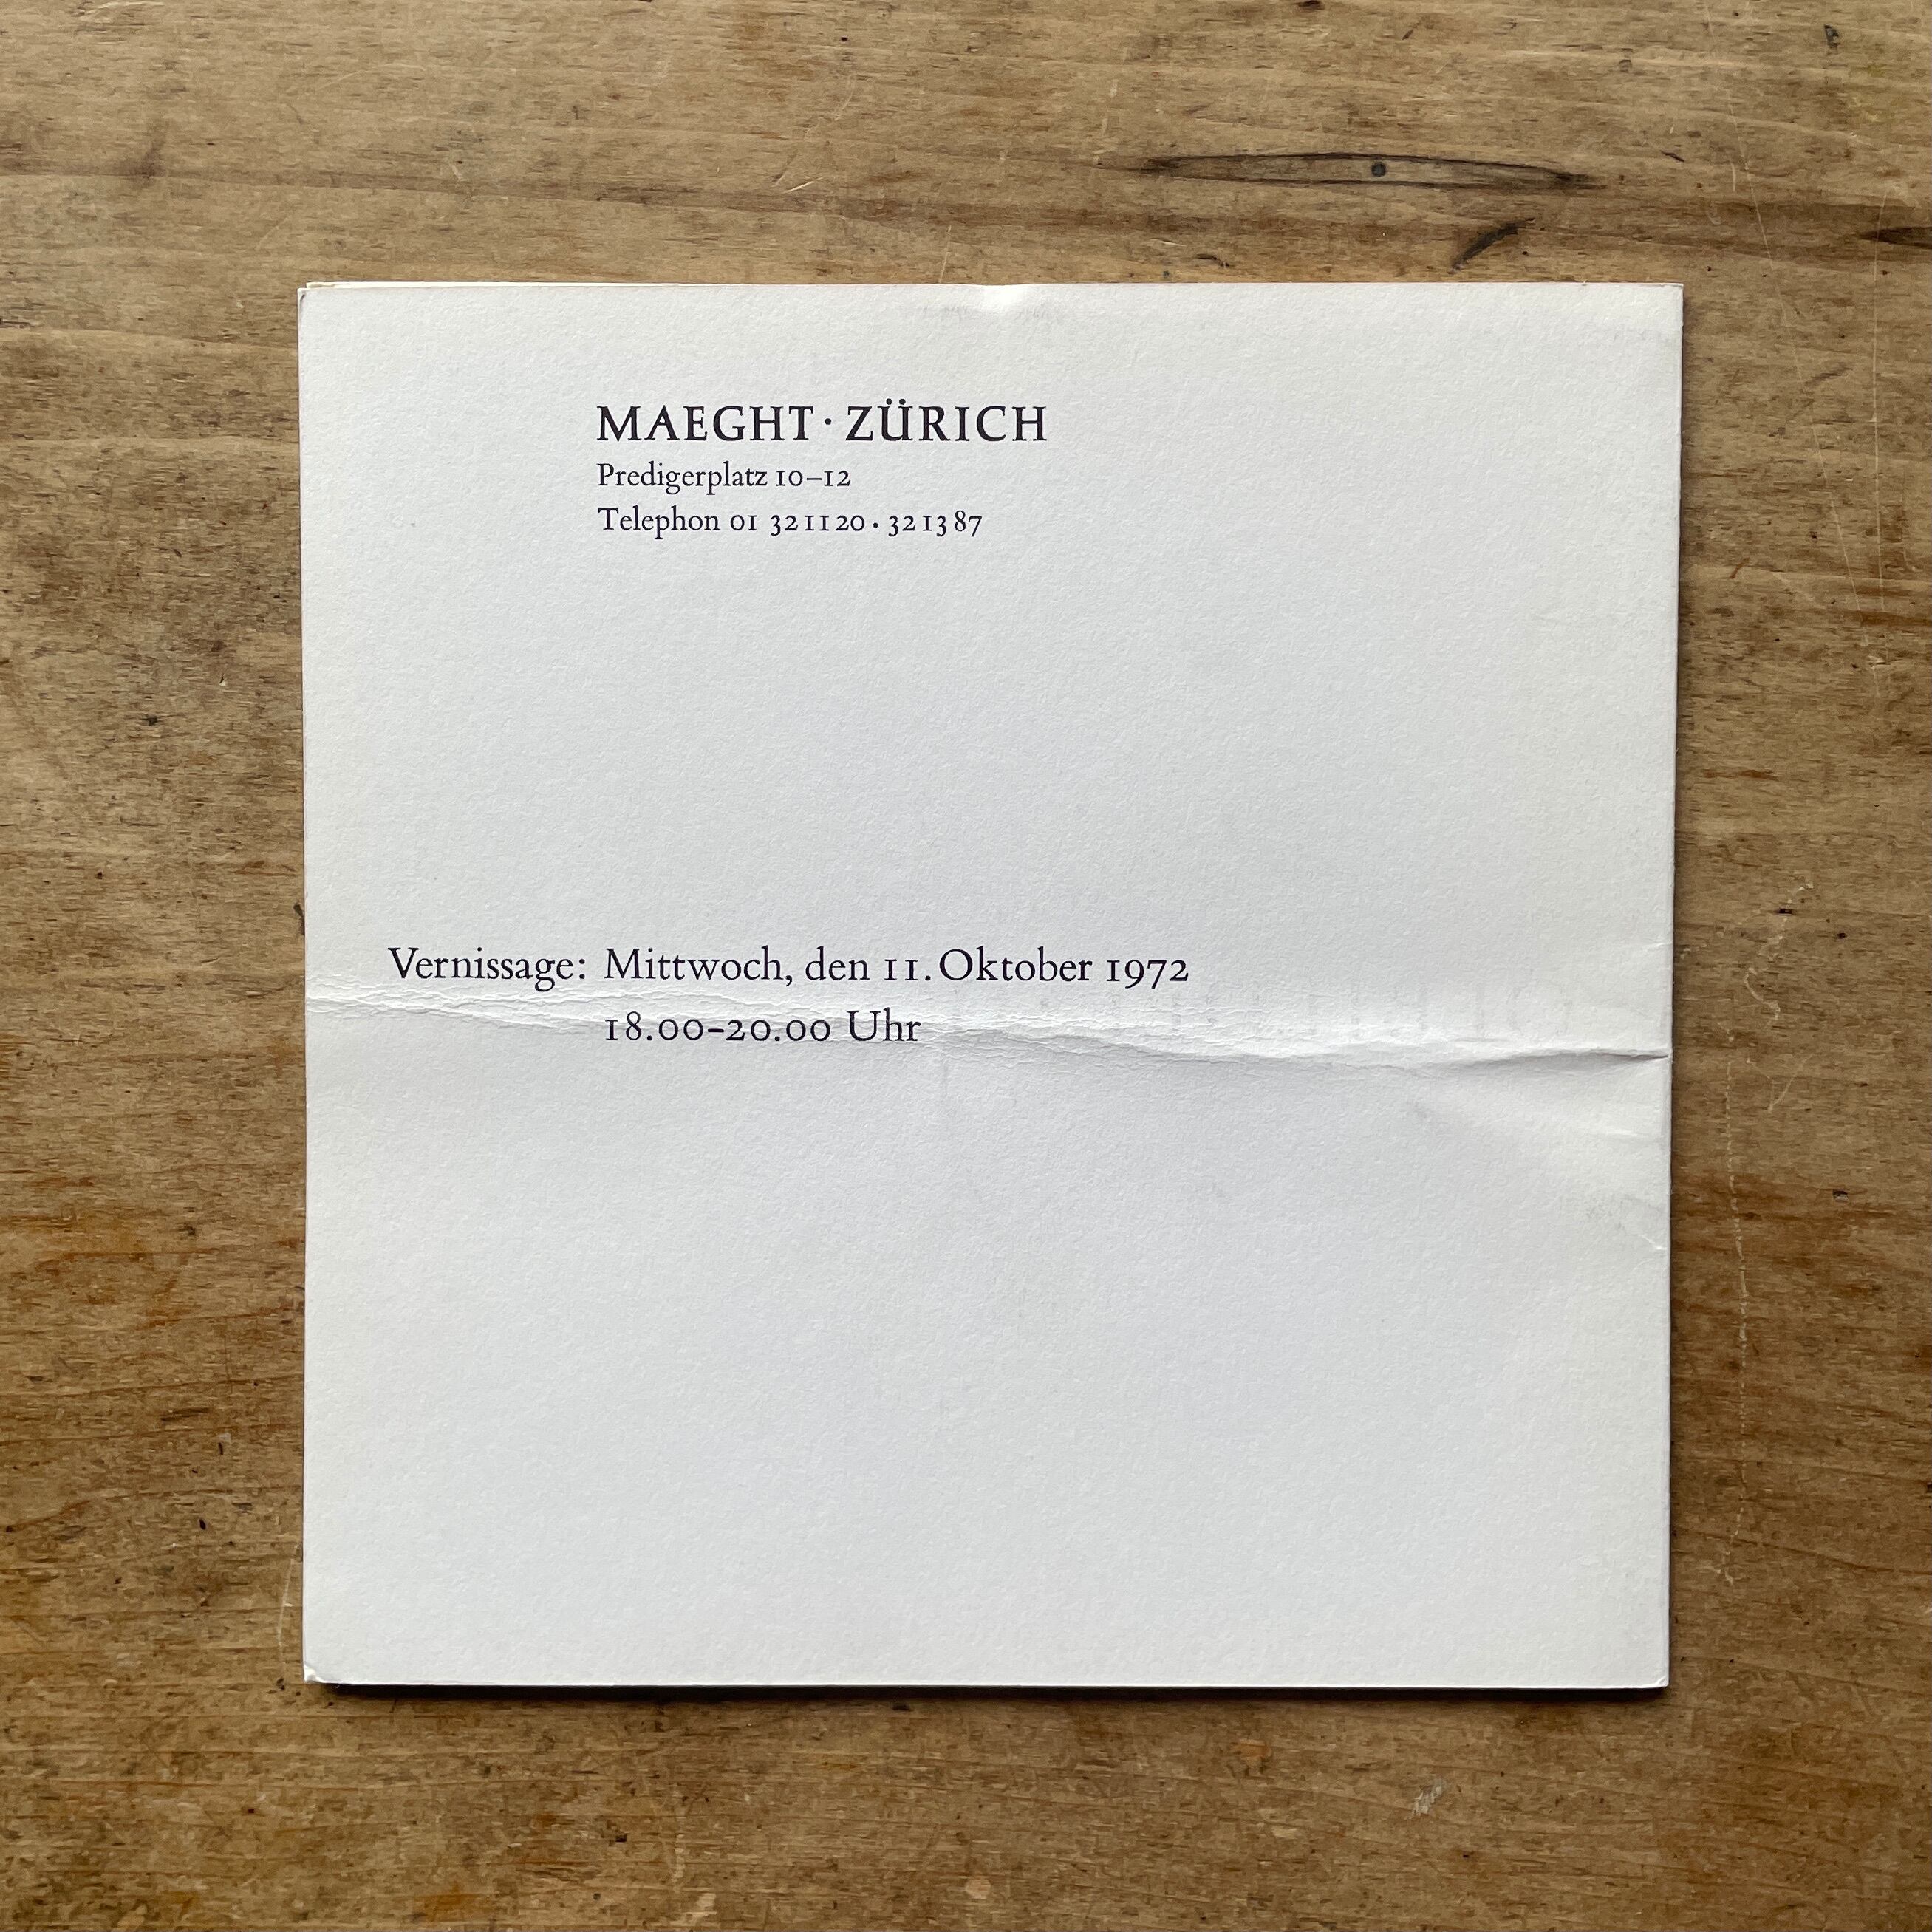 MAEGHT · ZÜRICH
Predigerplatz 10–12
Telephon 01 32 11 20 · 32 13 87
Vernissage: Mittwoch, den 11. Oktober 1972
18.00–20.00 Uhr